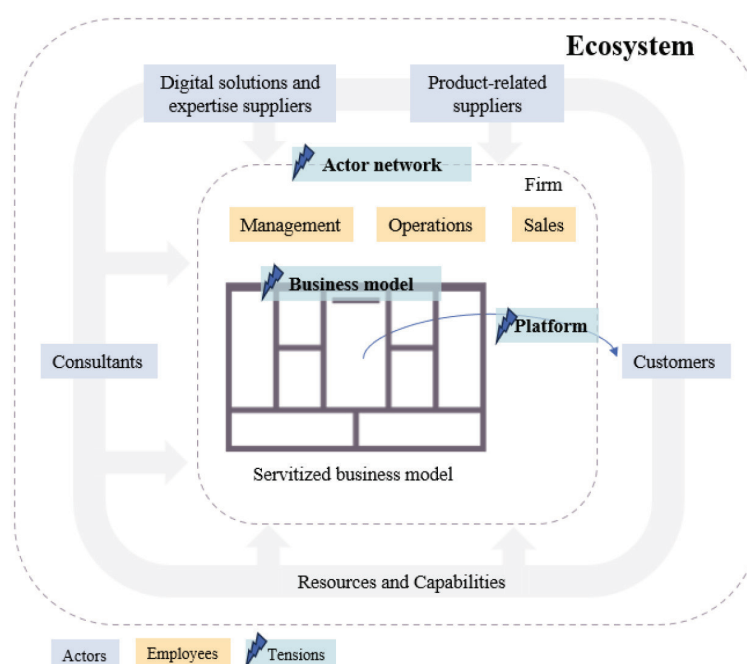 Ecosystem
Digital solutions and
expertise suppliers
Product-related
suppliers
Actor network
Firm
Management
Operations
Sales
Business model
Platform
Consultants
Customers
Servitized business model
Resources and Capabilities
Actors
Employees
Tensions